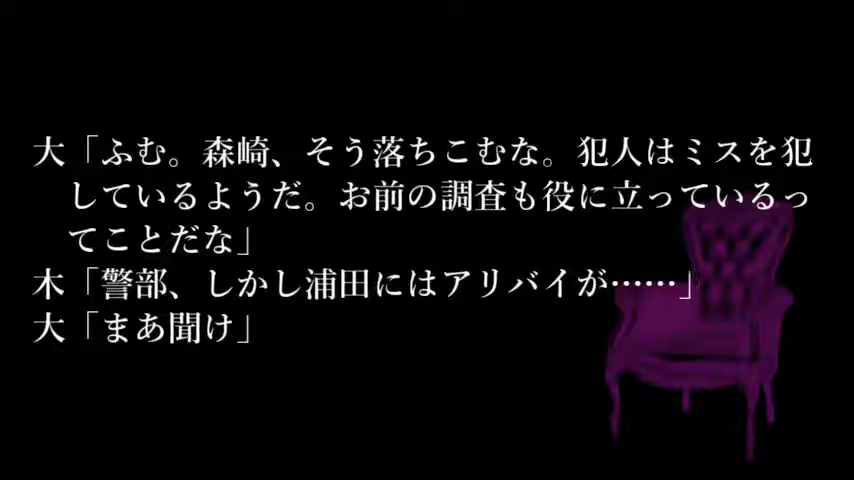 大「ふむ。森崎、そう落ちこむな。犯人はミスを犯
しているようだ。お前の調査も役に立っているっ
てことだな」
木「警部、しかし浦田にはアリバイが……」
大「まあ聞け」